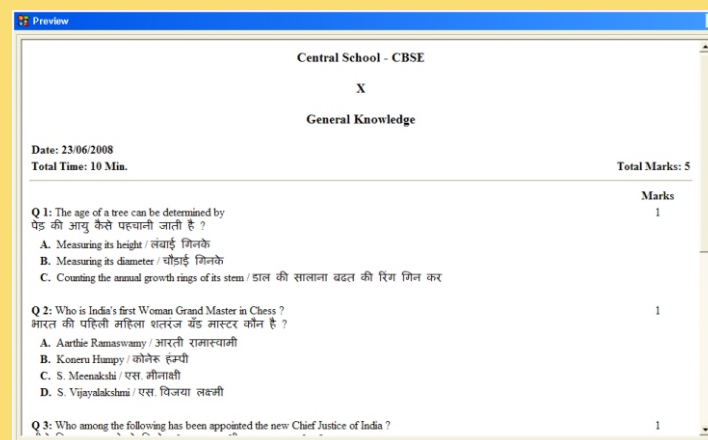 Preview
Central School - CBSE
X
General Knowledge
Date: 23/06/2008
Total Time: 10 Min. Total Marks: 5
Marks
Q 1: The age of a tree can be determined by 1
पेड की आयु कैसे पहचानी जाती है ?
A. Measuring its height / लंबाई गिनके
B. Measuring its diameter / चौड़ाई गिनके
C. Counting the annual growth rings of its stem / डाल की सालाना बढत की रिंग गिन कर
Q 2: Who is India's first Woman Grand Master in Chess ? 1
भारत की पहिली महिला शतरंज ग्रँड मास्टर कौन है ?
A. Aarthie Ramaswamy / आरती रामास्वामी
B. Koneru Humpy / कोनेरू हंम्पी
C. S. Meenakshi / एस. मीनाक्षी
D. S. Vijayalakshmi / एस. विजया लक्ष्मी
Q 3: Who among the following has been appointed the new Chief Justice of India ? 1